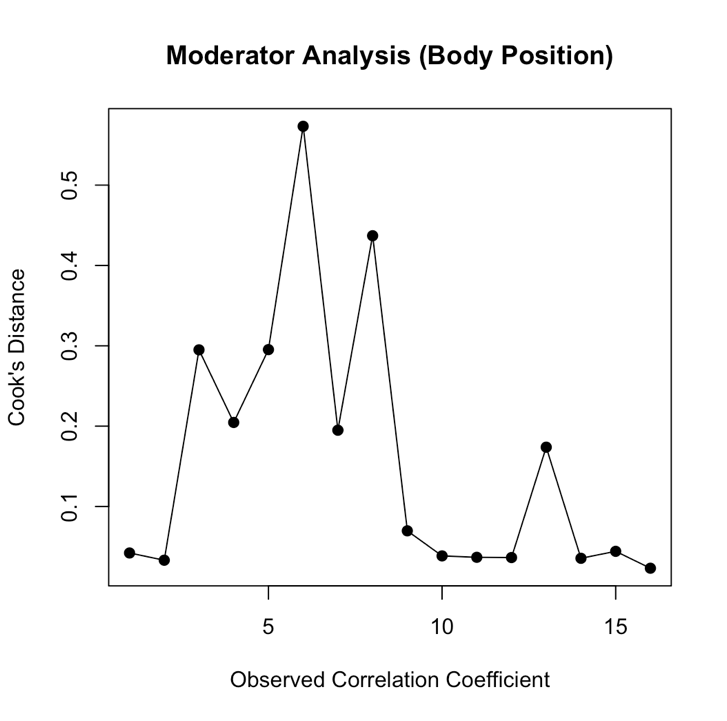 Moderator Analysis (Body Position)
Cook's Distance
0.5
0.4
0.3
0.2
0.1
5 10 15
Observed Correlation Coefficient